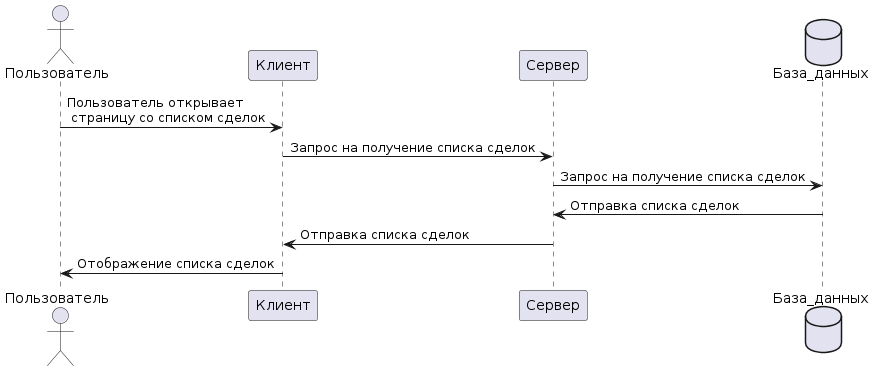 Пользователь
Клиент
Сервер
База_данных
Пользователь открывает
страницу со списком сделок
Запрос на получение списка сделок
Запрос на получение списка сделок
Отправка списка сделок
Отправка списка сделок
Отображение списка сделок
Пользователь
Клиент
Сервер
База_данных